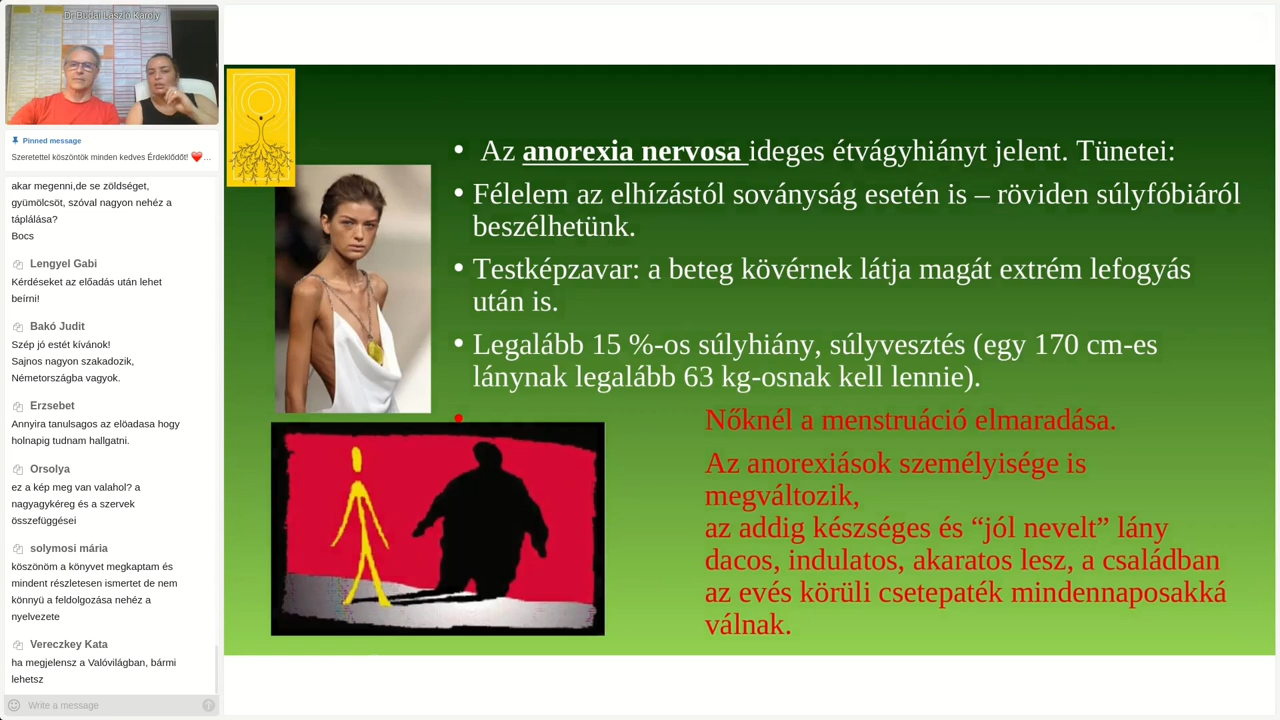 Dr Budai László Károly
Pinned message
Szeretettel köszöntök minden kedves Érdeklődőt! ❤️...
akar megenni,de se zöldséget,
gyümölcsöt, szóval nagyon nehéz a
táplálása?
Bocs
Lengyel Gabi
Kérdéseket az előadás után lehet
beírni!
Bakó Judit
Szép jó estét kívánok!
Sajnos nagyon szakadozik,
Németországba vagyok.
Erzsebet
Annyira tanulsagos az elöadasa hogy
holnapig tudnam hallgatni.
Orsolya
ez a kép meg van valahol? a
nagyagykéreg és a szervek
összefüggései
solymosi mária
köszönöm a könyvet megkaptam és
mindent részletesen ismertet de nem
könnyü a feldolgozása nehéz a
nyelvezete
Vereczkey Kata
ha megjelensz a Valóvilágban, bármi
lehetsz
Write a message
• Az anorexia nervosa ideges étvágyhiányt jelent. Tünetei:
• Félelem az elhízástól soványság esetén is – röviden súlyfóbiáról
beszélhetünk.
• Testképzavar: a beteg kövérnek látja magát extrém lefogyás
után is.
• Legalább 15 %-os súlyhiány, súlyvesztés (egy 170 cm-es
lánynak legalább 63 kg-osnak kell lennie).
• Nőknél a menstruáció elmaradása.
Az anorexiások személyisége is
megváltozik,
az addig készséges és “jól nevelt” lány
dacos, indulatos, akaratos lesz, a családban
az evés körüli csetepaték mindennaposakká
válnak.